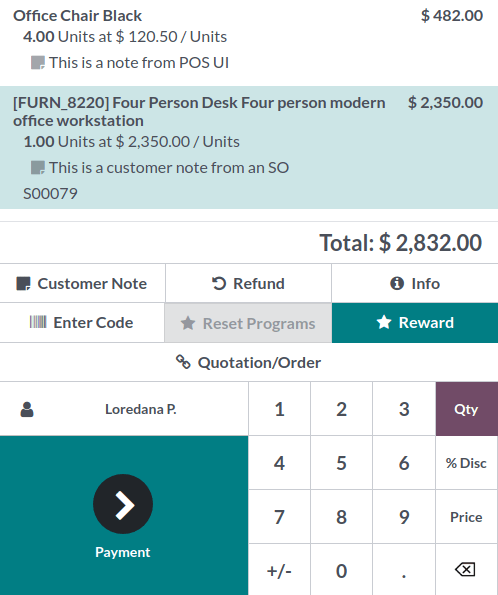 Office Chair Black $ 482.00
4.00 Units at $ 120.50 / Units
This is a note from POS UI
[FURN_8220] Four Person Desk Four person modern $ 2,350.00
office workstation
1.00 Units at $ 2,350.00 / Units
This is a customer note from an SO
S00079
Total: $ 2,832.00
Customer Note Refund Info
Enter Code Reset Programs Reward
Quotation/Order
Loredana P. 1 2 3 Qty
4 5 6 % Disc
7 8 9 Price
Payment
+/- 0 .